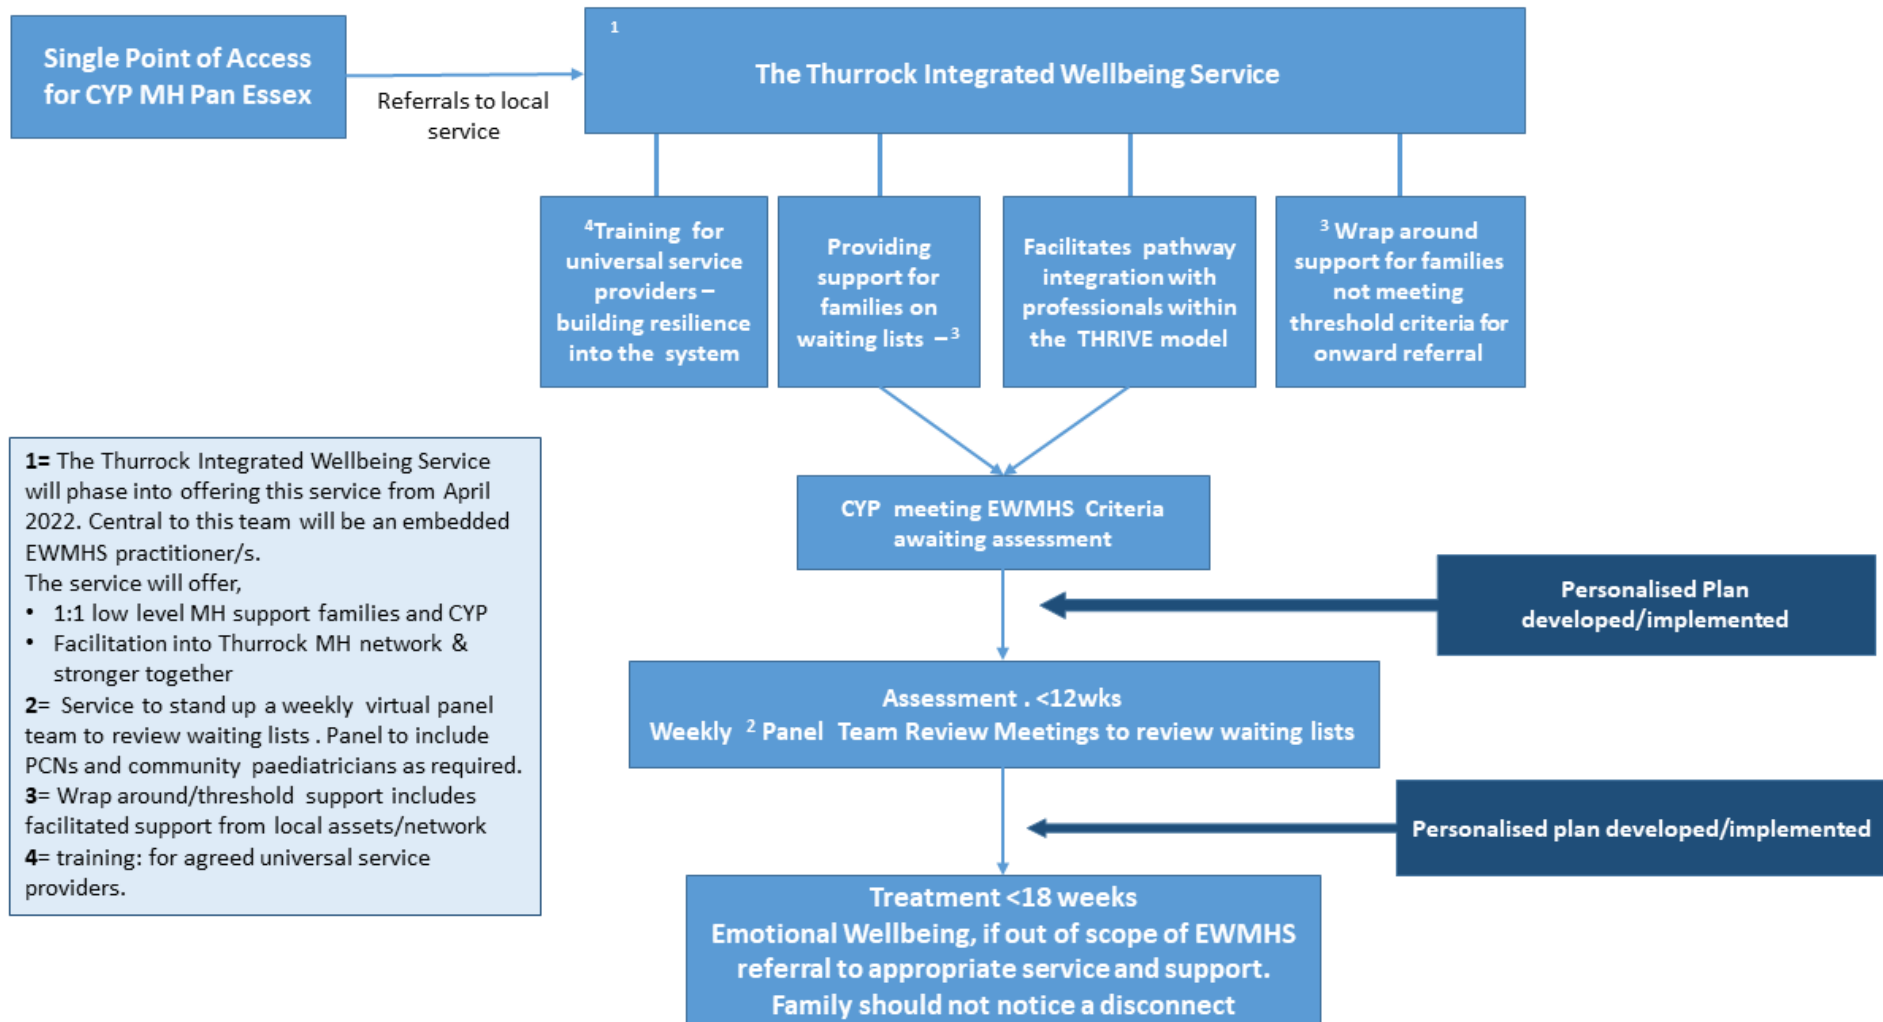 Single Point of Access
for CYP MH Pan Essex
Referrals to local
service
1
The Thurrock Integrated Wellbeing Service
4Training for
universal service
providers –
building resilience
into the system
Providing
support for
families on
waiting lists –3
Facilitates pathway
integration with
professionals within
the THRIVE model
3 Wrap around
support for families
not meeting
threshold criteria for
onward referral
1= The Thurrock Integrated Wellbeing Service
will phase into offering this service from April
2022. Central to this team will be an embedded
EWMHS practitioner/s.
The service will offer,
• 1:1 low level MH support families and CYP
• Facilitation into Thurrock MH network &
stronger together
2= Service to stand up a weekly virtual panel
team to review waiting lists . Panel to include
PCNs and community paediatricians as required.
3= Wrap around/threshold support includes
facilitated support from local assets/network
4= training: for agreed universal service
providers.
CYP meeting EWMHS Criteria
awaiting assessment
Personalised Plan
developed/implemented
Assessment . <12wks
Weekly 2 Panel Team Review Meetings to review waiting lists
Personalised plan developed/implemented
Treatment <18 weeks
Emotional Wellbeing, if out of scope of EWMHS
referral to appropriate service and support.
Family should not notice a disconnect